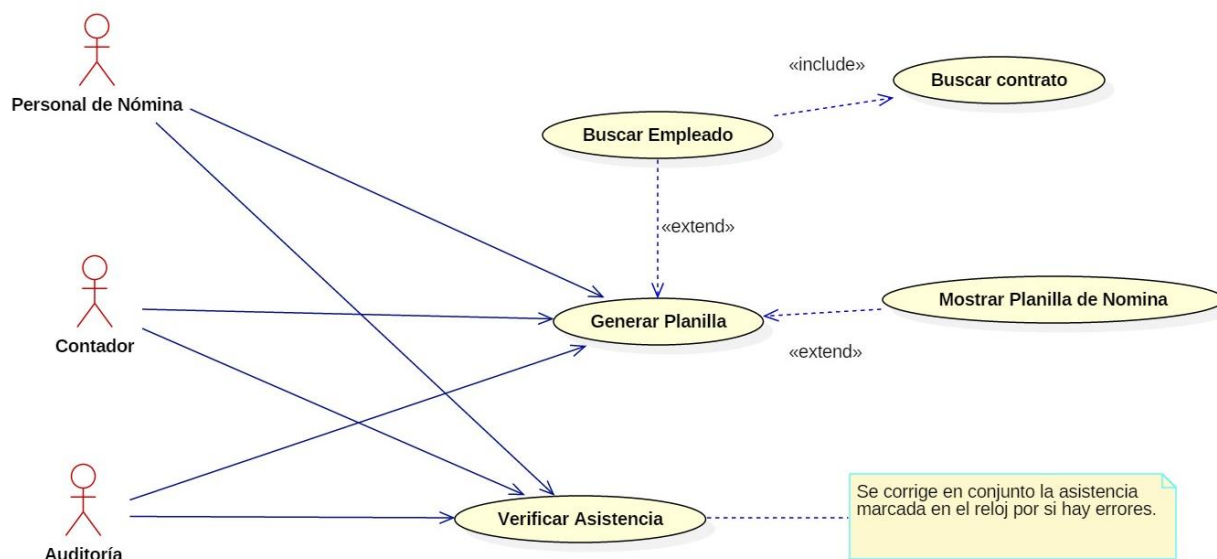 Personal de Nómina
«include»
Buscar contrato
Buscar Empleado
«extend»
Mostrar Planilla de Nomina
Generar Planilla
Contador
«extend»
Se corrige en conjunto la asistencia
marcada en el reloj por si hay errores.
Verificar Asistencia
Auditoría